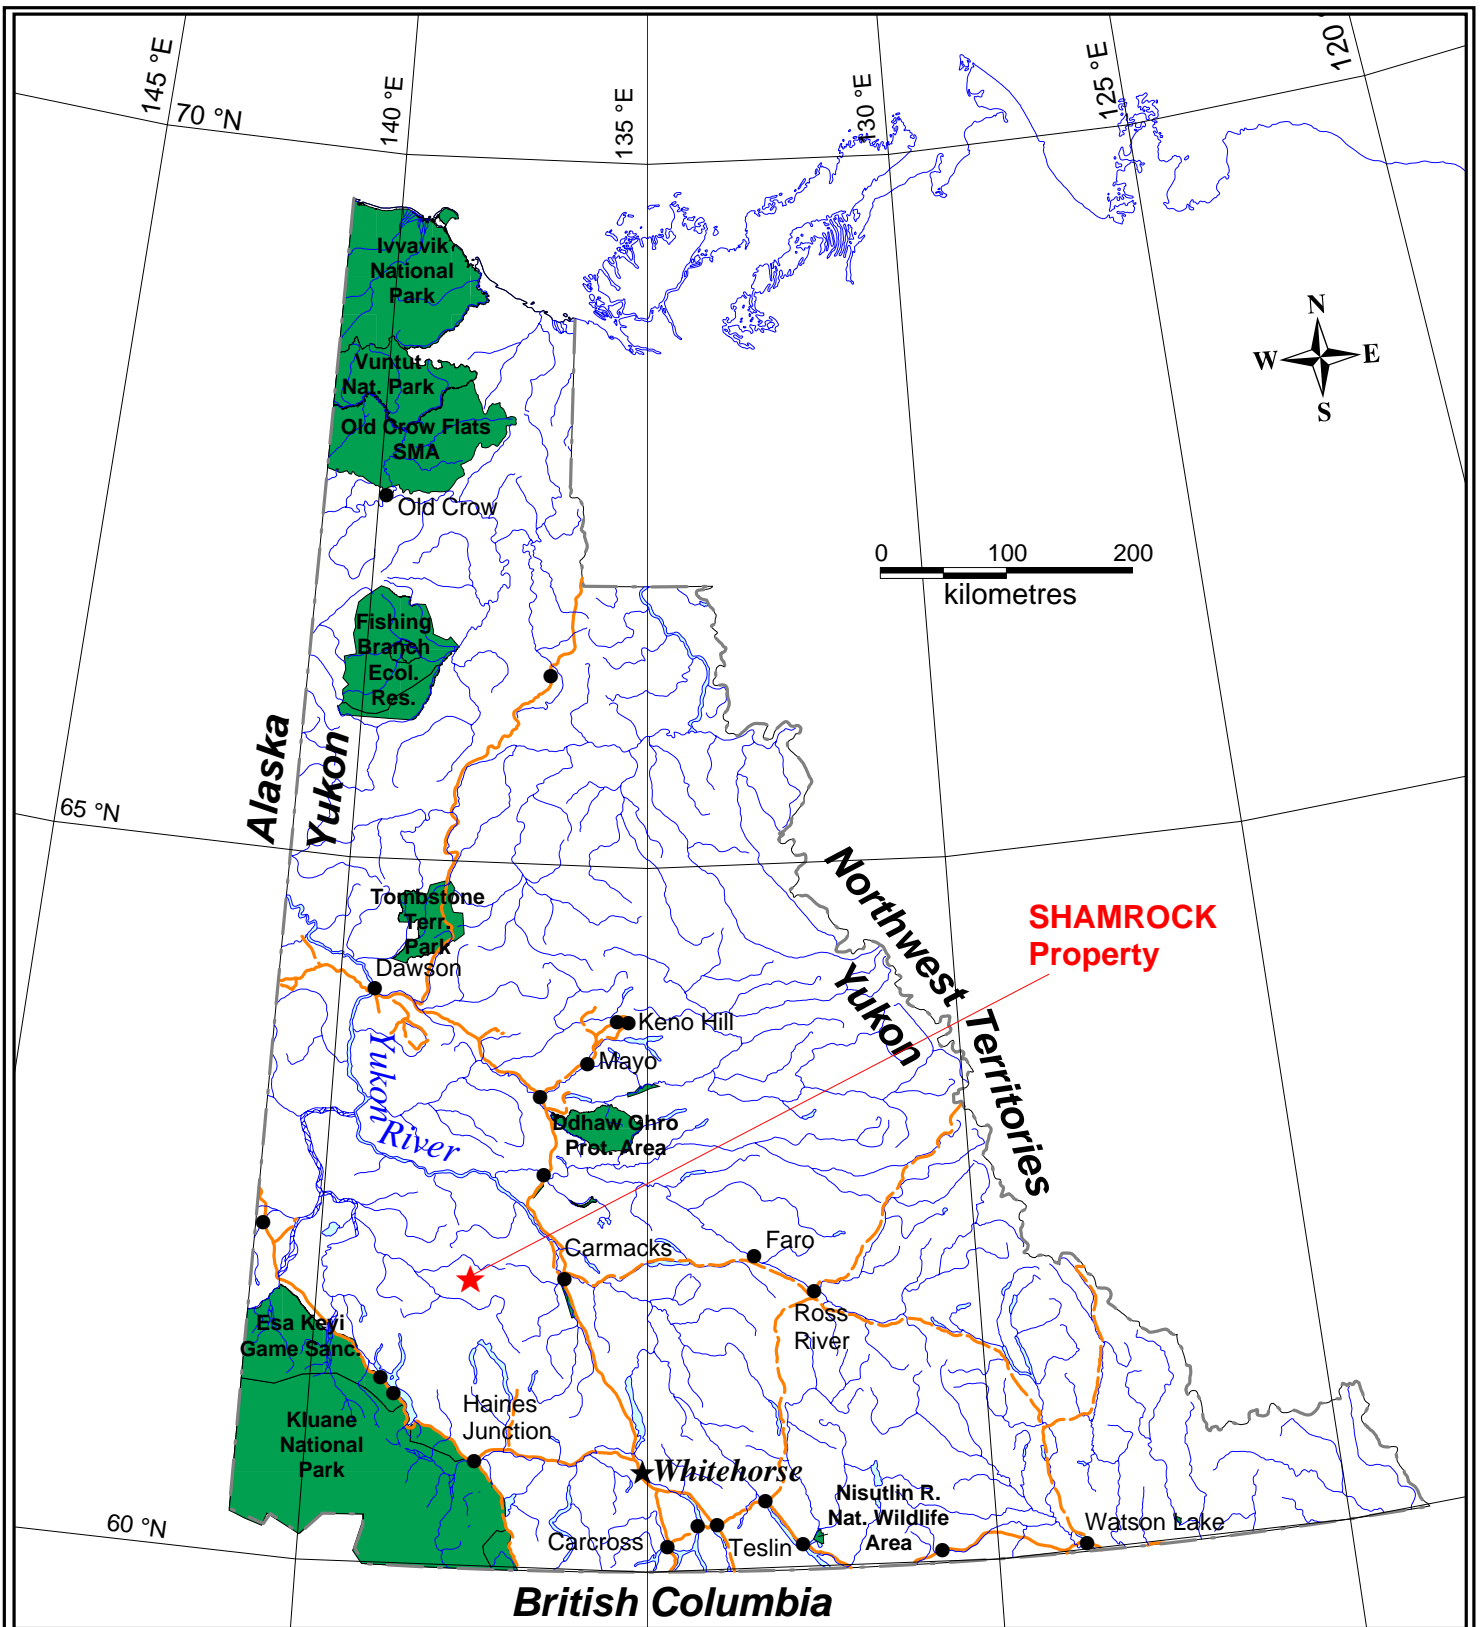 145 °E
140 °E
135 °E
130 °E
125 °E
120
70 °N
Ivvavik
National
Park
N
W
E
S
Vuntut
Nat. Park
Old Crow Flats
SMA
Old Crow
0
100
200
kilometres
Fishing
Branch
Ecol.
Res.
Alaska
Yukon
65 °N
Northwest Territories
Yukon
Tombstone
Terr.
Park
SHAMROCK
Property
Dawson
Keno Hill
Mayo
Yukon
River
Ddhaw Ghro
Prot. Area
Carmacks
Faro
Ross
River
Esa Keyi
Game Sanc.
Haines
Junction
Kluane
National
Park
Whitehorse
Nisutlin R.
Nat. Wildlife
Area
Watson Lake
60 °N
Carcross
Teslin
British Columbia